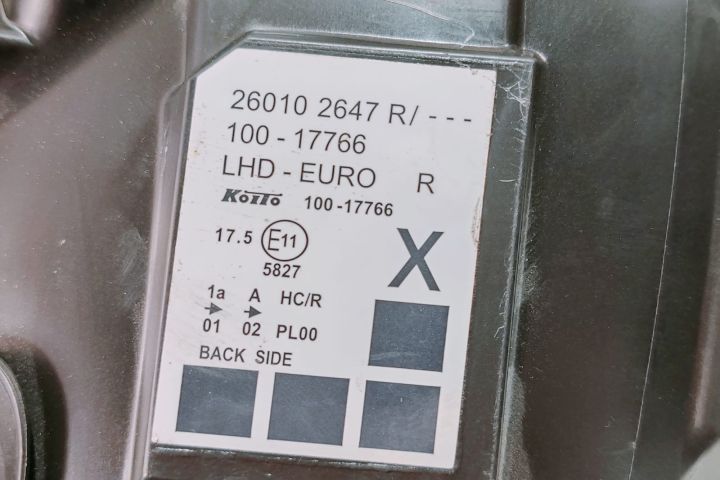 26010 2647 R/ - - -
100 - 17766
LHD - EURO R
KOITO 100 -17766
17.5 E11
5827
X
1a A HC/R
01 02 PL00
BACK SIDE